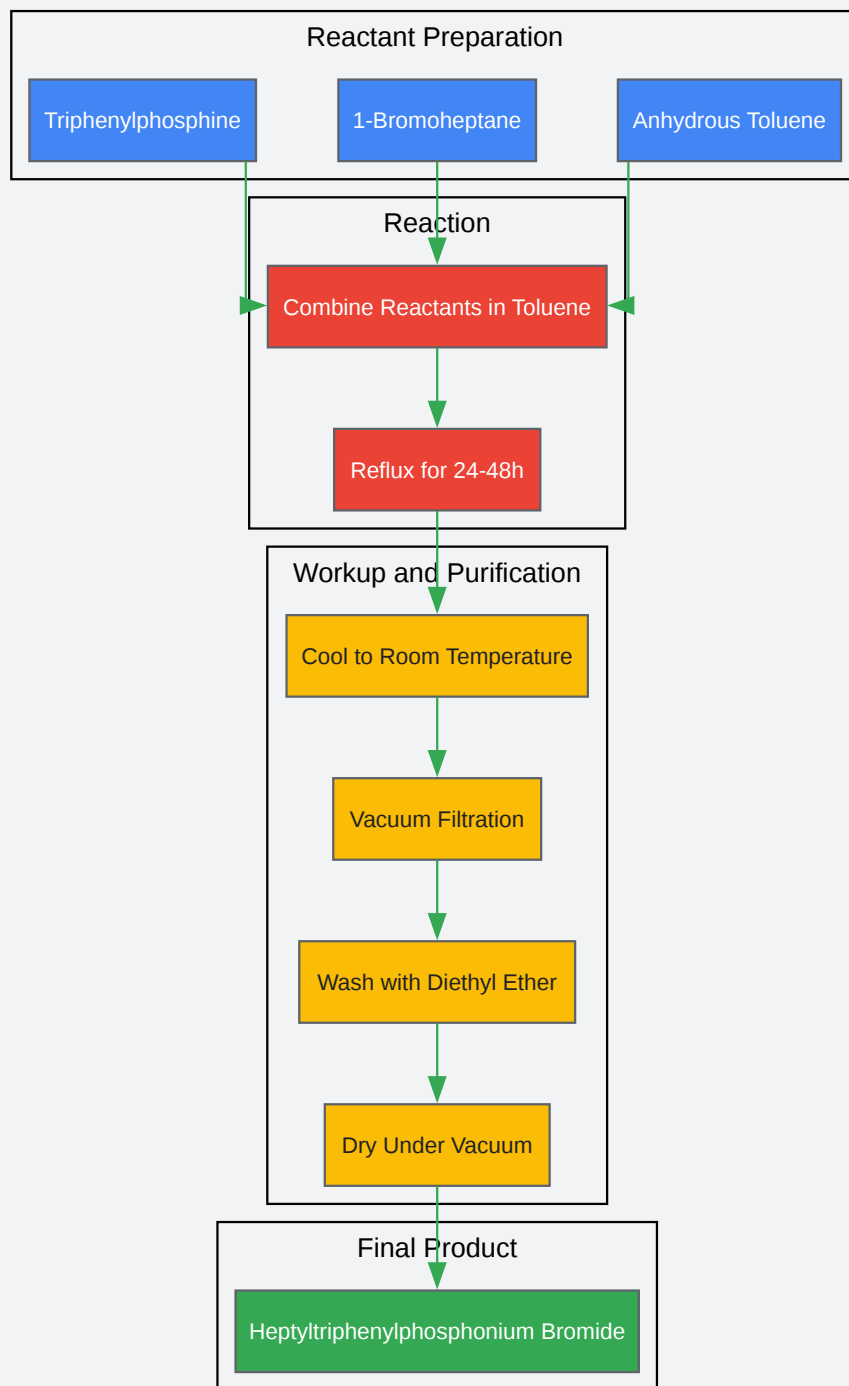 Reactant Preparation
Triphenylphosphine
1-Bromoheptane
Anhydrous Toluene
Reaction
Combine Reactants in Toluene
Reflux for 24-48h
Workup and Purification
Cool to Room Temperature
Vacuum Filtration
Wash with Diethyl Ether
Dry Under Vacuum
Final Product
Heptyltriphenylphosphonium Bromide